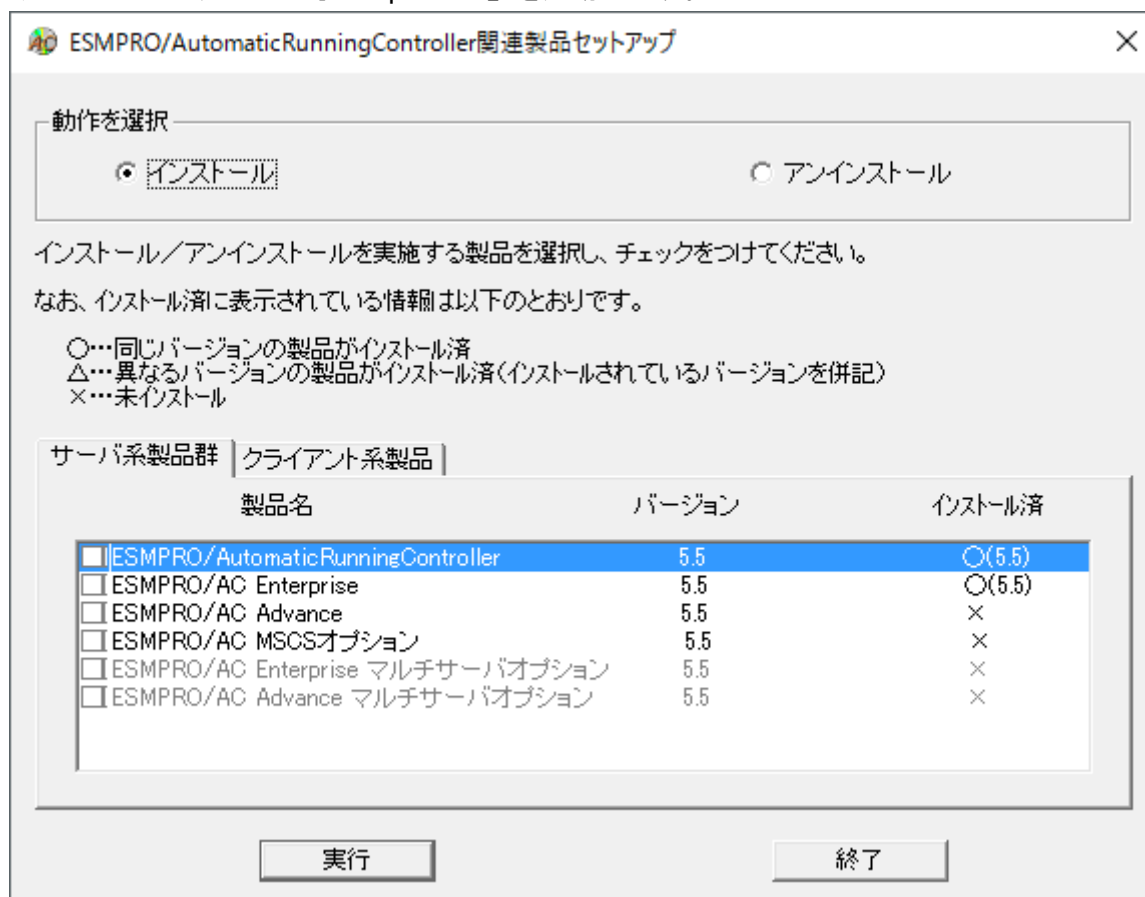 ESMPRO/AutomaticRunningController関連製品セットアップ
動作を選択
インストール
アンインストール
インストール／アンインストールを実施する製品を選択し、チェックをつけてください。
なお、インストール済に表示されている情報は以下のとおりです。
○…同じバージョンの製品がインストール済
△…異なるバージョンの製品がインストール済(インストールされているバージョンを併記)
×…未インストール
サーバ系製品群 クライアント系製品
製品名 バージョン インストール済
ESMPRO/AutomaticRunningController 5.5 ○(5.5)
ESMPRO/AC Enterprise 5.5 ○(5.5)
ESMPRO/AC Advance 5.5 ×
ESMPRO/AC MSCSオプション 5.5 ×
ESMPRO/AC Enterprise マルチサーバオプション 5.5 ×
ESMPRO/AC Advance マルチサーバオプション 5.5 ×
実行 終了